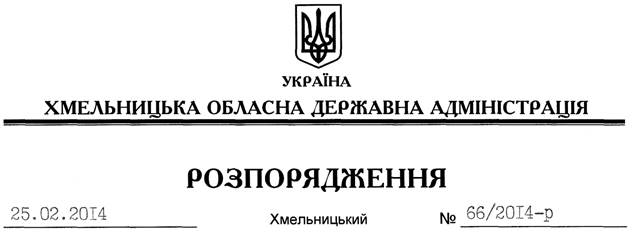 УКРАЇНА
ХМЕЛЬНИЦЬКА ОБЛАСНА ДЕРЖАВНА АДМІНІСТРАЦІЯ
РОЗПОРЯДЖЕННЯ
25.02.2014 Хмельницький № 66/2014-р